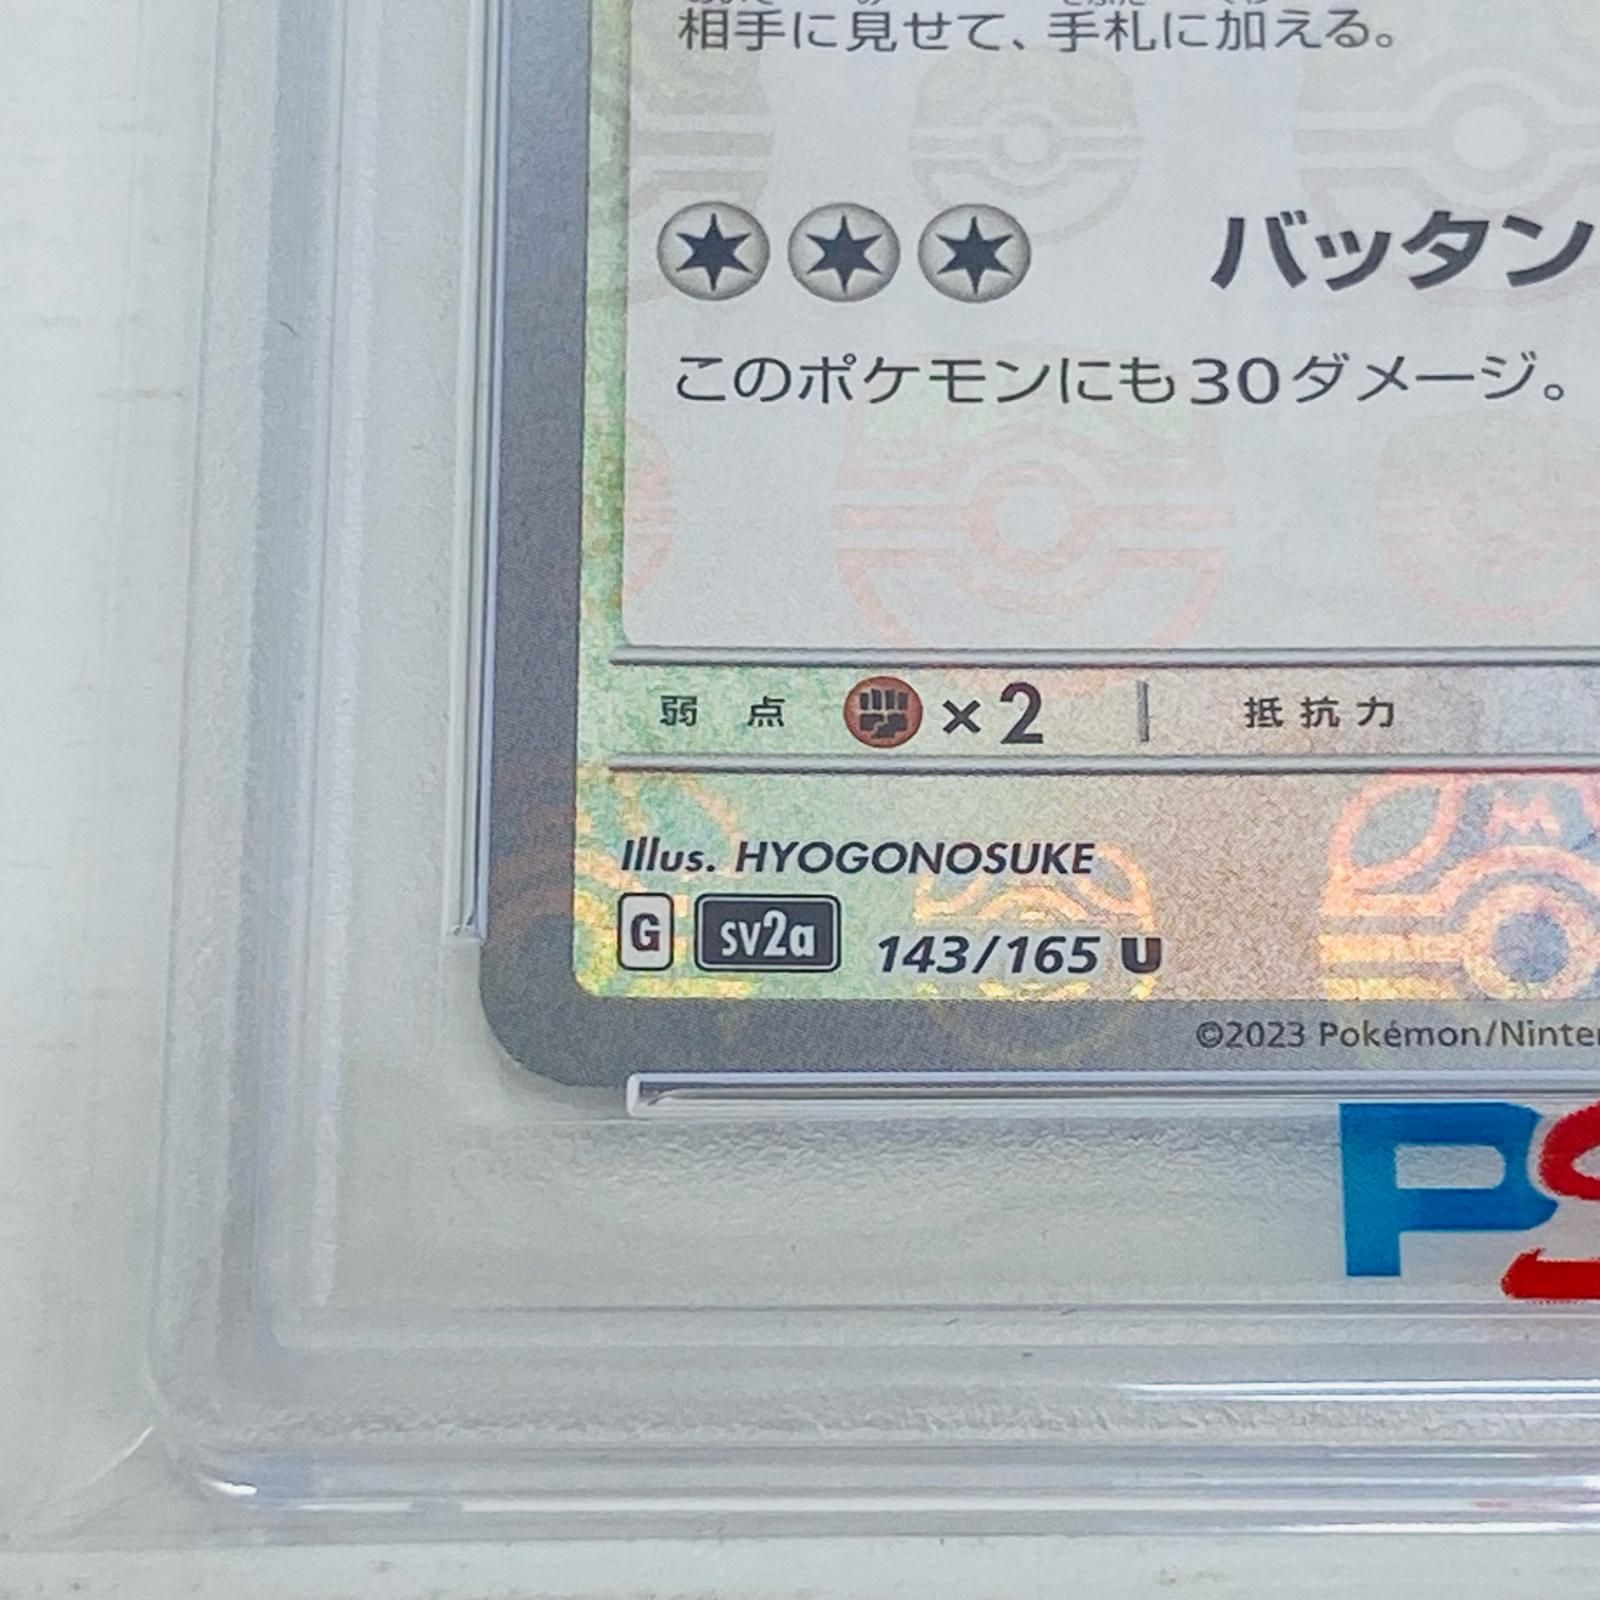 相手に見せて、手札に加える。
バッタン
このポケモンにも30ダメージ。
弱点 ×2 抵抗力
Illus. HYOGONOSUKE
G sv2a 143/165 U
©2023 Pokémon/Ninten
PS